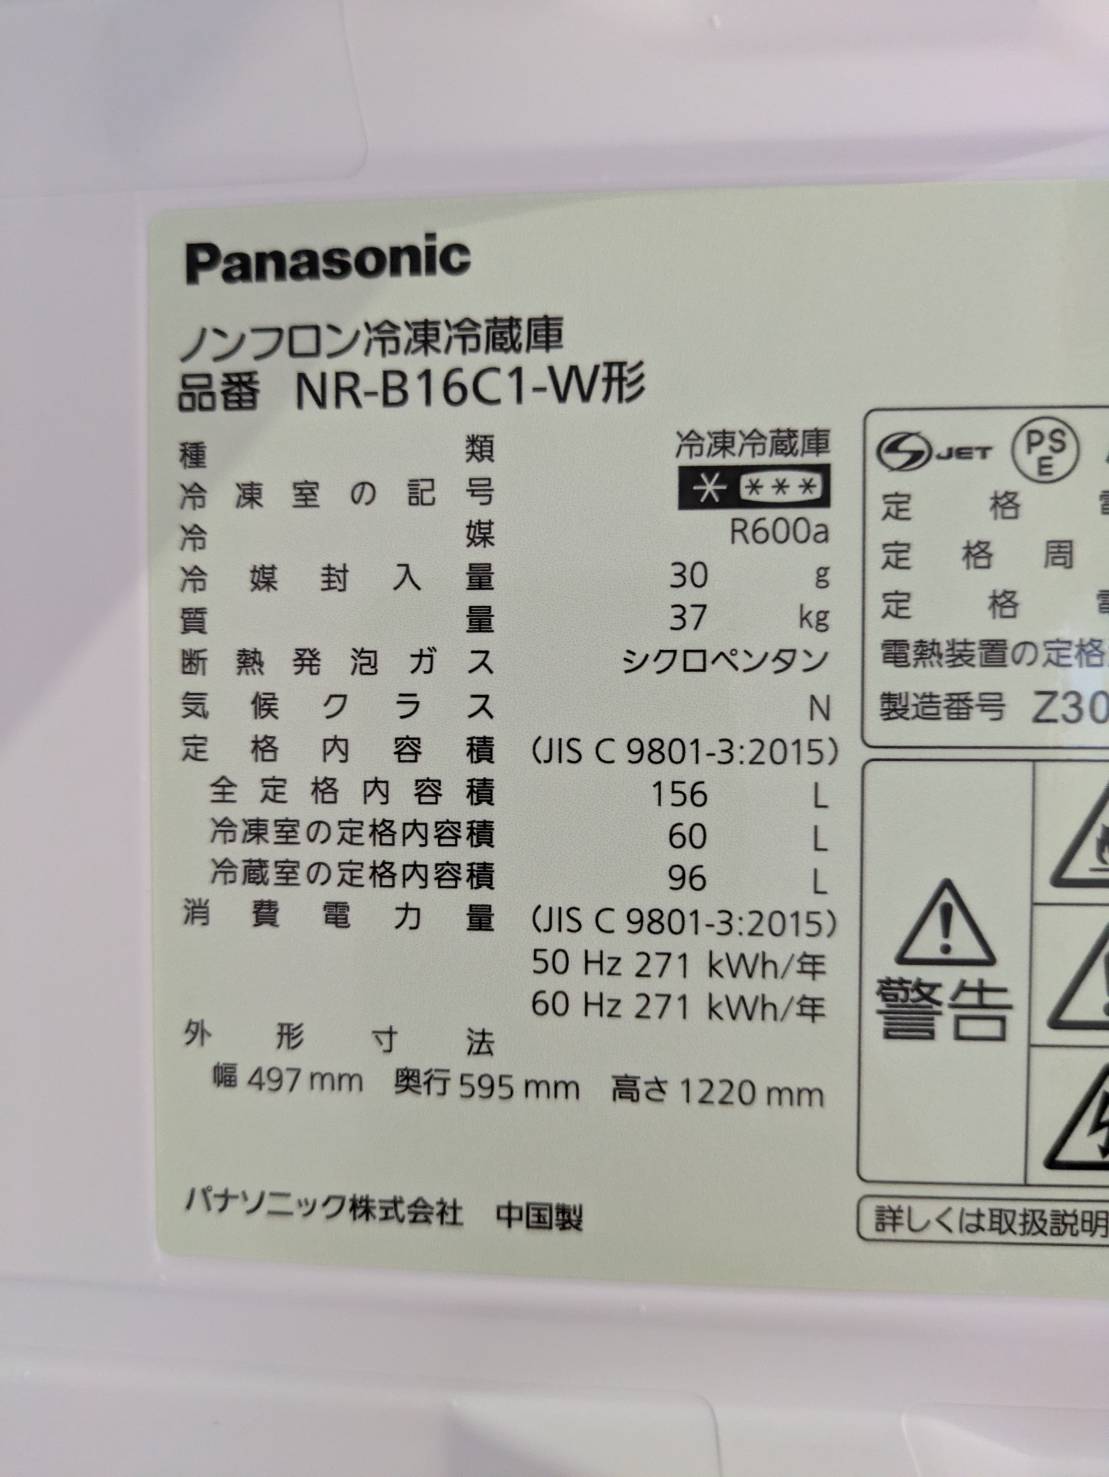 Panasonic
ノンフロン冷凍冷蔵庫
品番 NR-B16C1-W形
種類 冷凍冷蔵庫
冷凍室の記号 * ***
冷媒 R600a
冷媒封入量 30 g
質量 37 kg
断熱発泡ガス シクロペンタン
気候クラス N
定格内容積 (JIS C 9801-3:2015)
全定格内容積 156 L
冷凍室の定格内容積 60 L
冷蔵室の定格内容積 96 L
消費電力量 (JIS C 9801-3:2015)
50 Hz 271 kWh/年
60 Hz 271 kWh/年
外形寸法
幅 497 mm 奥行 595 mm 高さ 1220 mm
パナソニック株式会社 中国製
S JET PS E
定格
定格周
定格
電熱装置の定格
製造番号 Z30
警告
詳しくは取扱説明